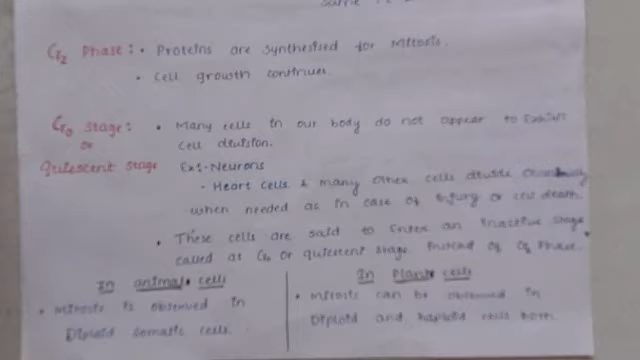 same
G2 Phase: • Proteins are synthesised for Mitosis.
• Cell growth continues
G0 Stage: • Many cells in our body do not appear to exhibit
or cell division.
Quiescent Stage Ex:- Neurons
- Heart cells & many other cells divide occasionally
when needed as in case of injury or cell death
• These cells are said to enter an inactive stage
called as G0 or quiescent stage instead of Phase.
In animal cells
• Mitosis is observed in
Diploid somatic cells.
In Plant cells
• Mitosis can be observed in
Diploid and haploid cells both